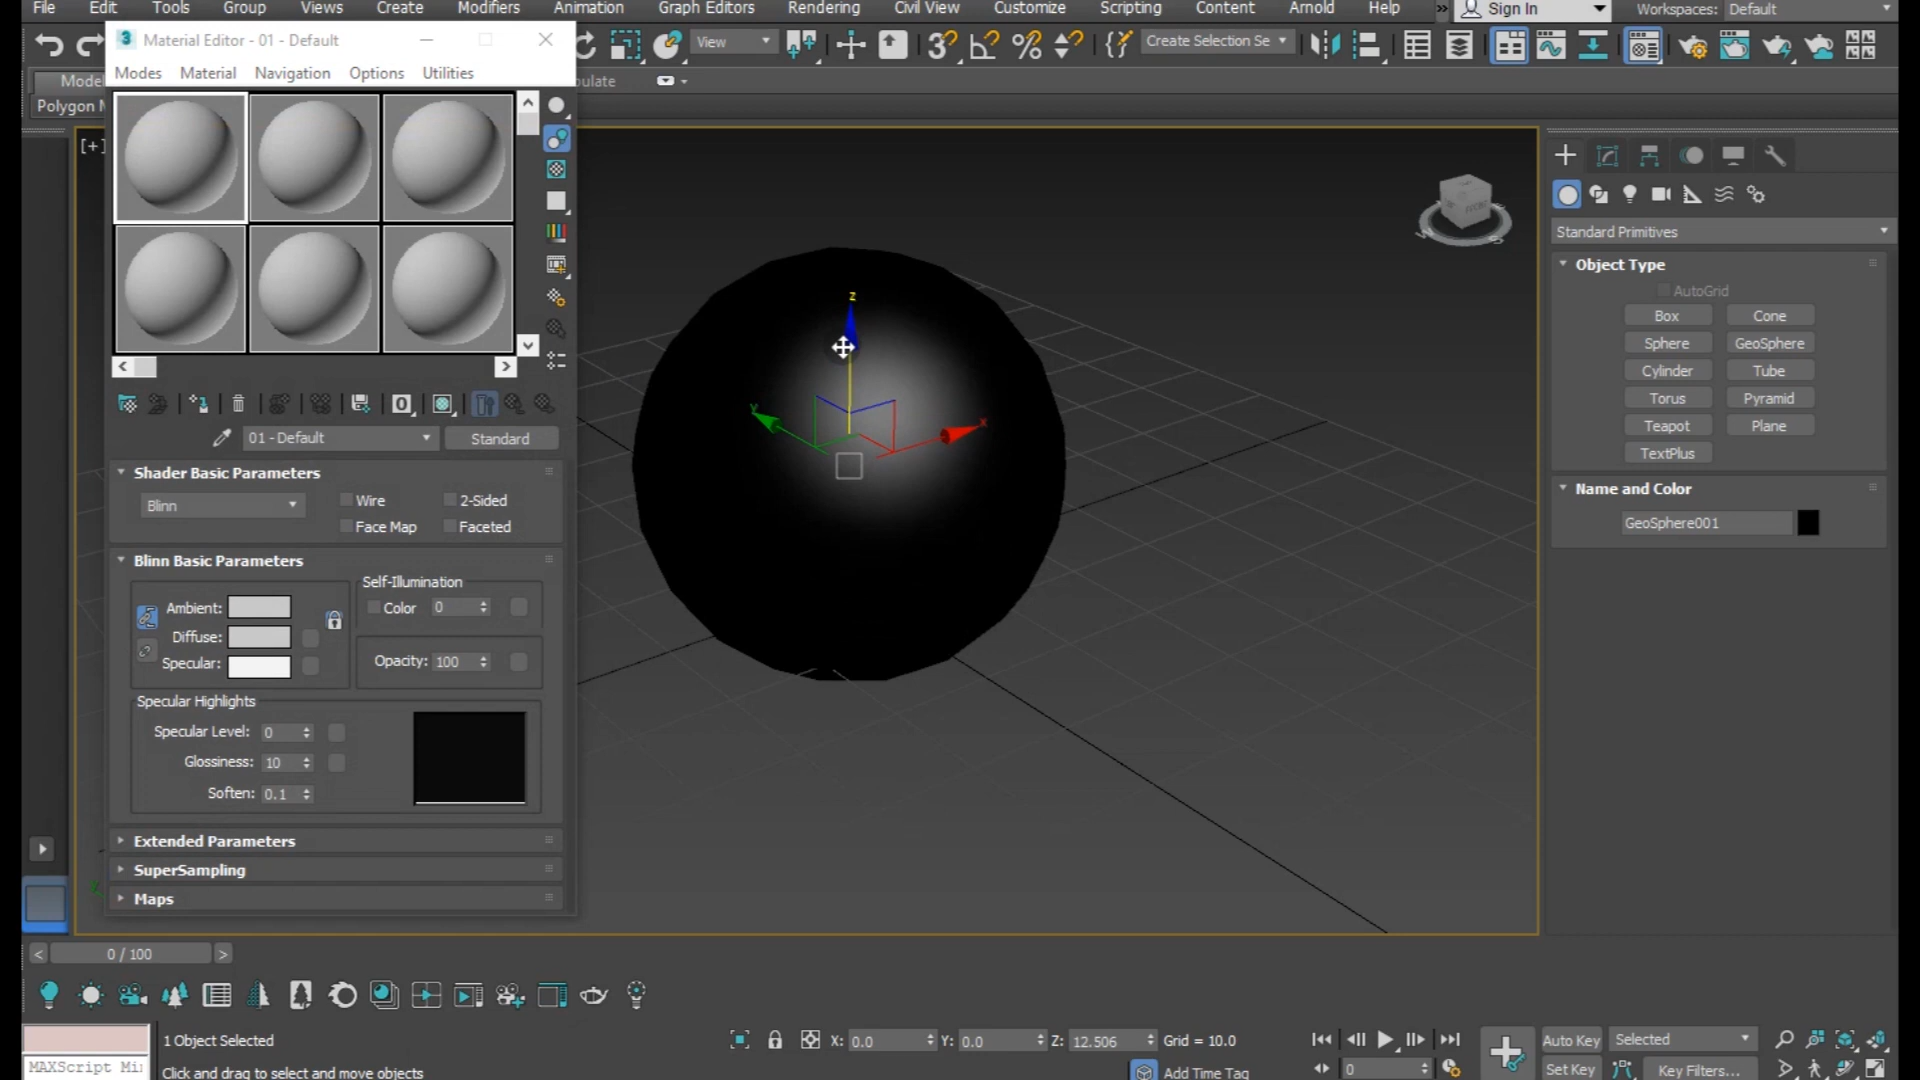 File Edit Tools Group Views Create Modifiers Animation Graph Editors Rendering Civil View Customize Scripting Content Arnold Help » Sign In Workspaces: Default
3 Material Editor - 01 - Default
View
Create Selection Se
Modes Material Navigation Options Utilities
Model
Polygon M
[+]
01 - Default
Standard
Shader Basic Parameters
Blinn
Wire
2-Sided
Face Map
Faceted
Blinn Basic Parameters
Self-Illumination
Ambient:
Color 0
Diffuse:
Specular:
Opacity: 100
Specular Highlights
Specular Level: 0
Glossiness: 10
Soften: 0.1
Extended Parameters
SuperSampling
Maps
z
y
x
FRONT
W
S
Standard Primitives
Object Type
AutoGrid
Box Cone
Sphere GeoSphere
Cylinder Tube
Torus Pyramid
Teapot Plane
TextPlus
Name and Color
GeoSphere001
< 0 / 100 >
1 Object Selected
X: 0.0 Y: 0.0 Z: 12.506 Grid = 10.0
Auto Key Selected
MAXScript Mi
Click and drag to select and move objects
Add Time Tag
0
Set Key
Key Filters...